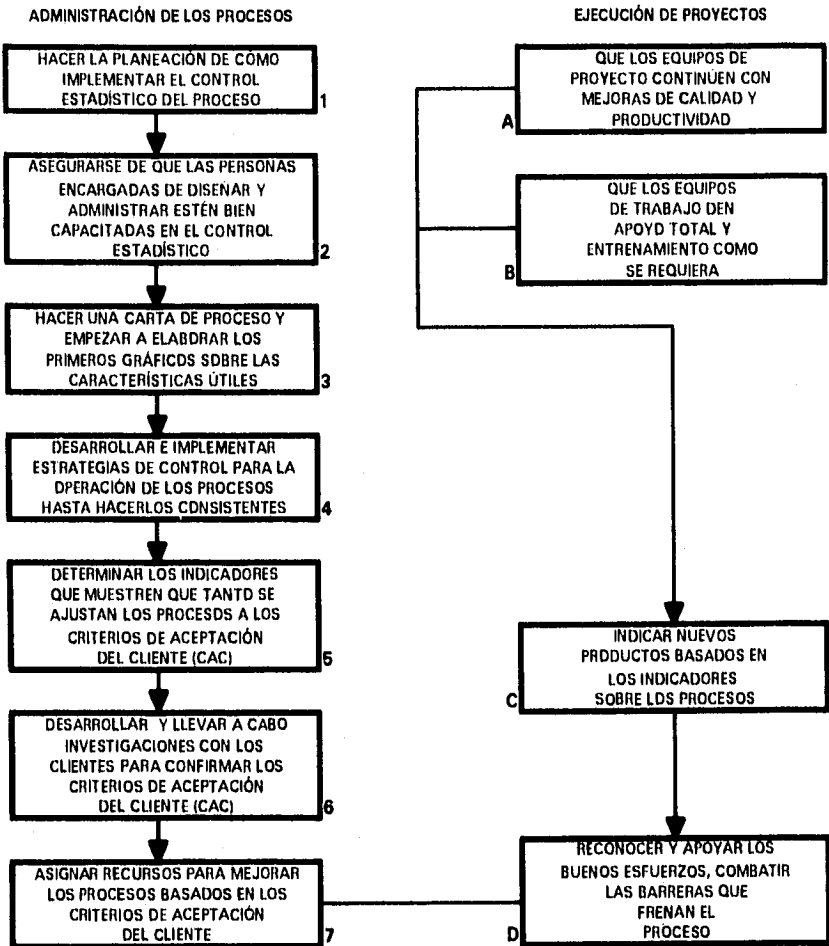 ADMINISTRACIÓN DE LOS PROCESOS
HACER LA PLANEACIÓN DE CÓMO
IMPLEMENTAR EL CONTROL
ESTADÍSTICO DEL PROCESO
1
ASEGURARSE DE QUE LAS PERSONAS
ENCARGADAS DE DISEÑAR Y
ADMINISTRAR ESTÉN BIEN
CAPACITADAS EN EL CONTROL
ESTADÍSTICO
2
HACER UNA CARTA DE PROCESO Y
EMPEZAR A ELABDRAR LOS
PRIMEROS GRÁFICDS SDBRE LAS
CARACTERÍSTICAS ÚTILES
3
DESARROLLAR E IMPLEMENTAR
ESTRATEGIAS DE CONTROL PARA LA
DPERACIÓN DE LOS PROCESOS
HASTA HACERLOS CDNSISTENTES
4
DETERMINAR LOS INDICADORES
QUE MUESTREN QUE TANTD SE
AJUSTAN LOS PROCESDS A LOS
CRITERIOS DE ACEPTACIÓN
DEL CLIENTE (CAC)
5
DESARROLLAR Y LLEVAR A CABO
INVESTIGACIONES CON LOS
CLIENTES PARA CONFIRMAR LOS
CRITERIOS DE ACEPTACIÓN
DEL CLIENTE (CAC)
6
ASIGNAR RECURSOS PARA MEJORAR
LOS PROCESOS BASADOS EN LOS
CRITERIOS DE ACEPTACIÓN
DEL CLIENTE
7
EJECUCIÓN DE PROYECTOS
QUE LOS EQUIPOS DE
PROYECTO CONTINÚEN CON
MEJORAS DE CALIDAD Y
PRODUCTIVIDAD
A
QUE LOS EQUIPOS
DE TRABAJO DEN
APOYD TOTAL Y
ENTRENAMIENTO COMO
SE REQUIERA
B
INDICAR NUEVOS
PRDDUCTOS BASADOS EN
LOS INDICADORES
SOBRE LDS PROCESOS
C
RECONOCER Y APOYAR LOS
BUENOS ESFUERZOS, COMBATIR
LAS BARRERAS QUE
FRENAN EL
PROCESO
D